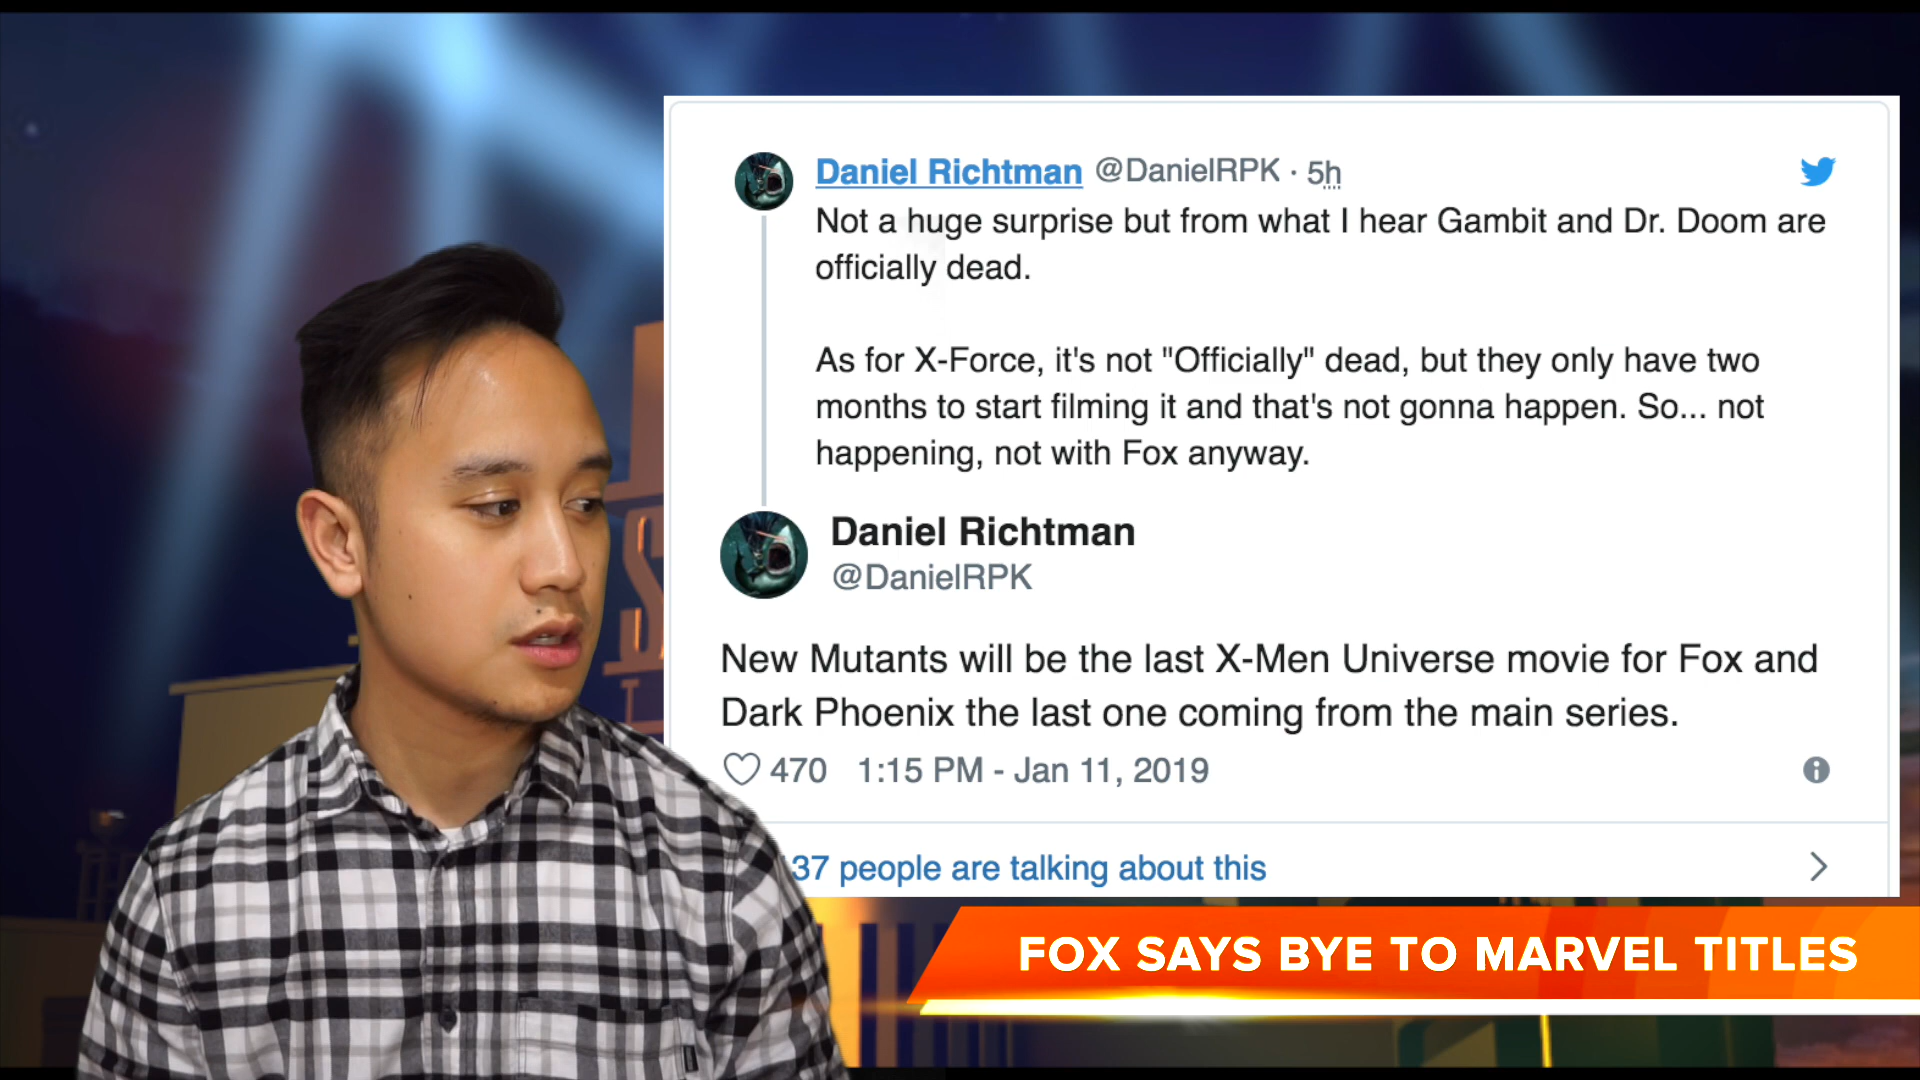 Daniel Richtman @DanielRPK · 5h
Not a huge surprise but from what I hear Gambit and Dr. Doom are
officially dead.
As for X-Force, it's not "Officially" dead, but they only have two
months to start filming it and that's not gonna happen. So... not
happening, not with Fox anyway.
Daniel Richtman
@DanielRPK
New Mutants will be the last X-Men Universe movie for Fox and
Dark Phoenix the last one coming from the main series.
470 1:15 PM - Jan 11, 2019
37 people are talking about this
FOX SAYS BYE TO MARVEL TITLES